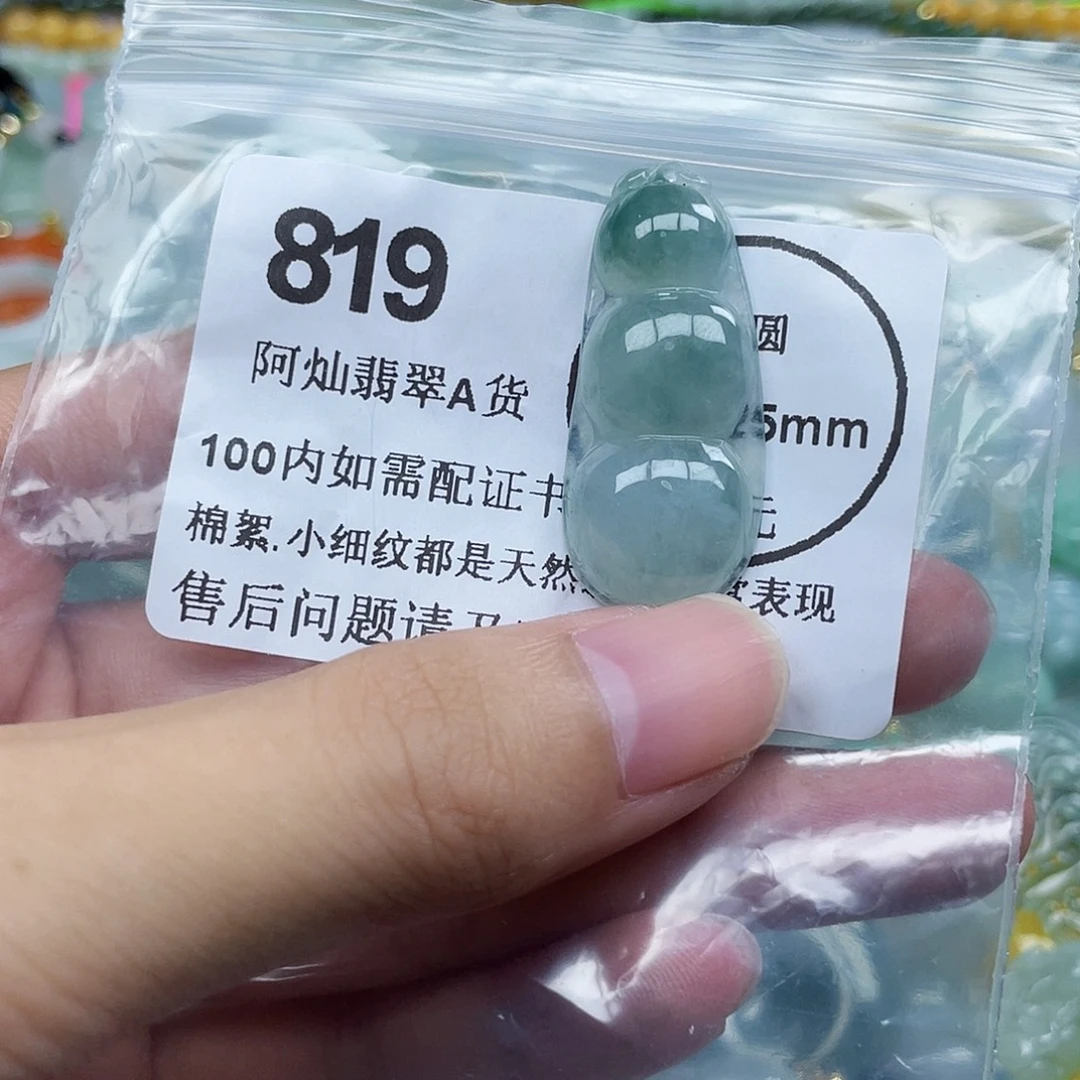 819
阿灿翡翠A货
圆
5mm
100内如需配证书
元
棉絮.小细纹都是天然
表现
售后问题请